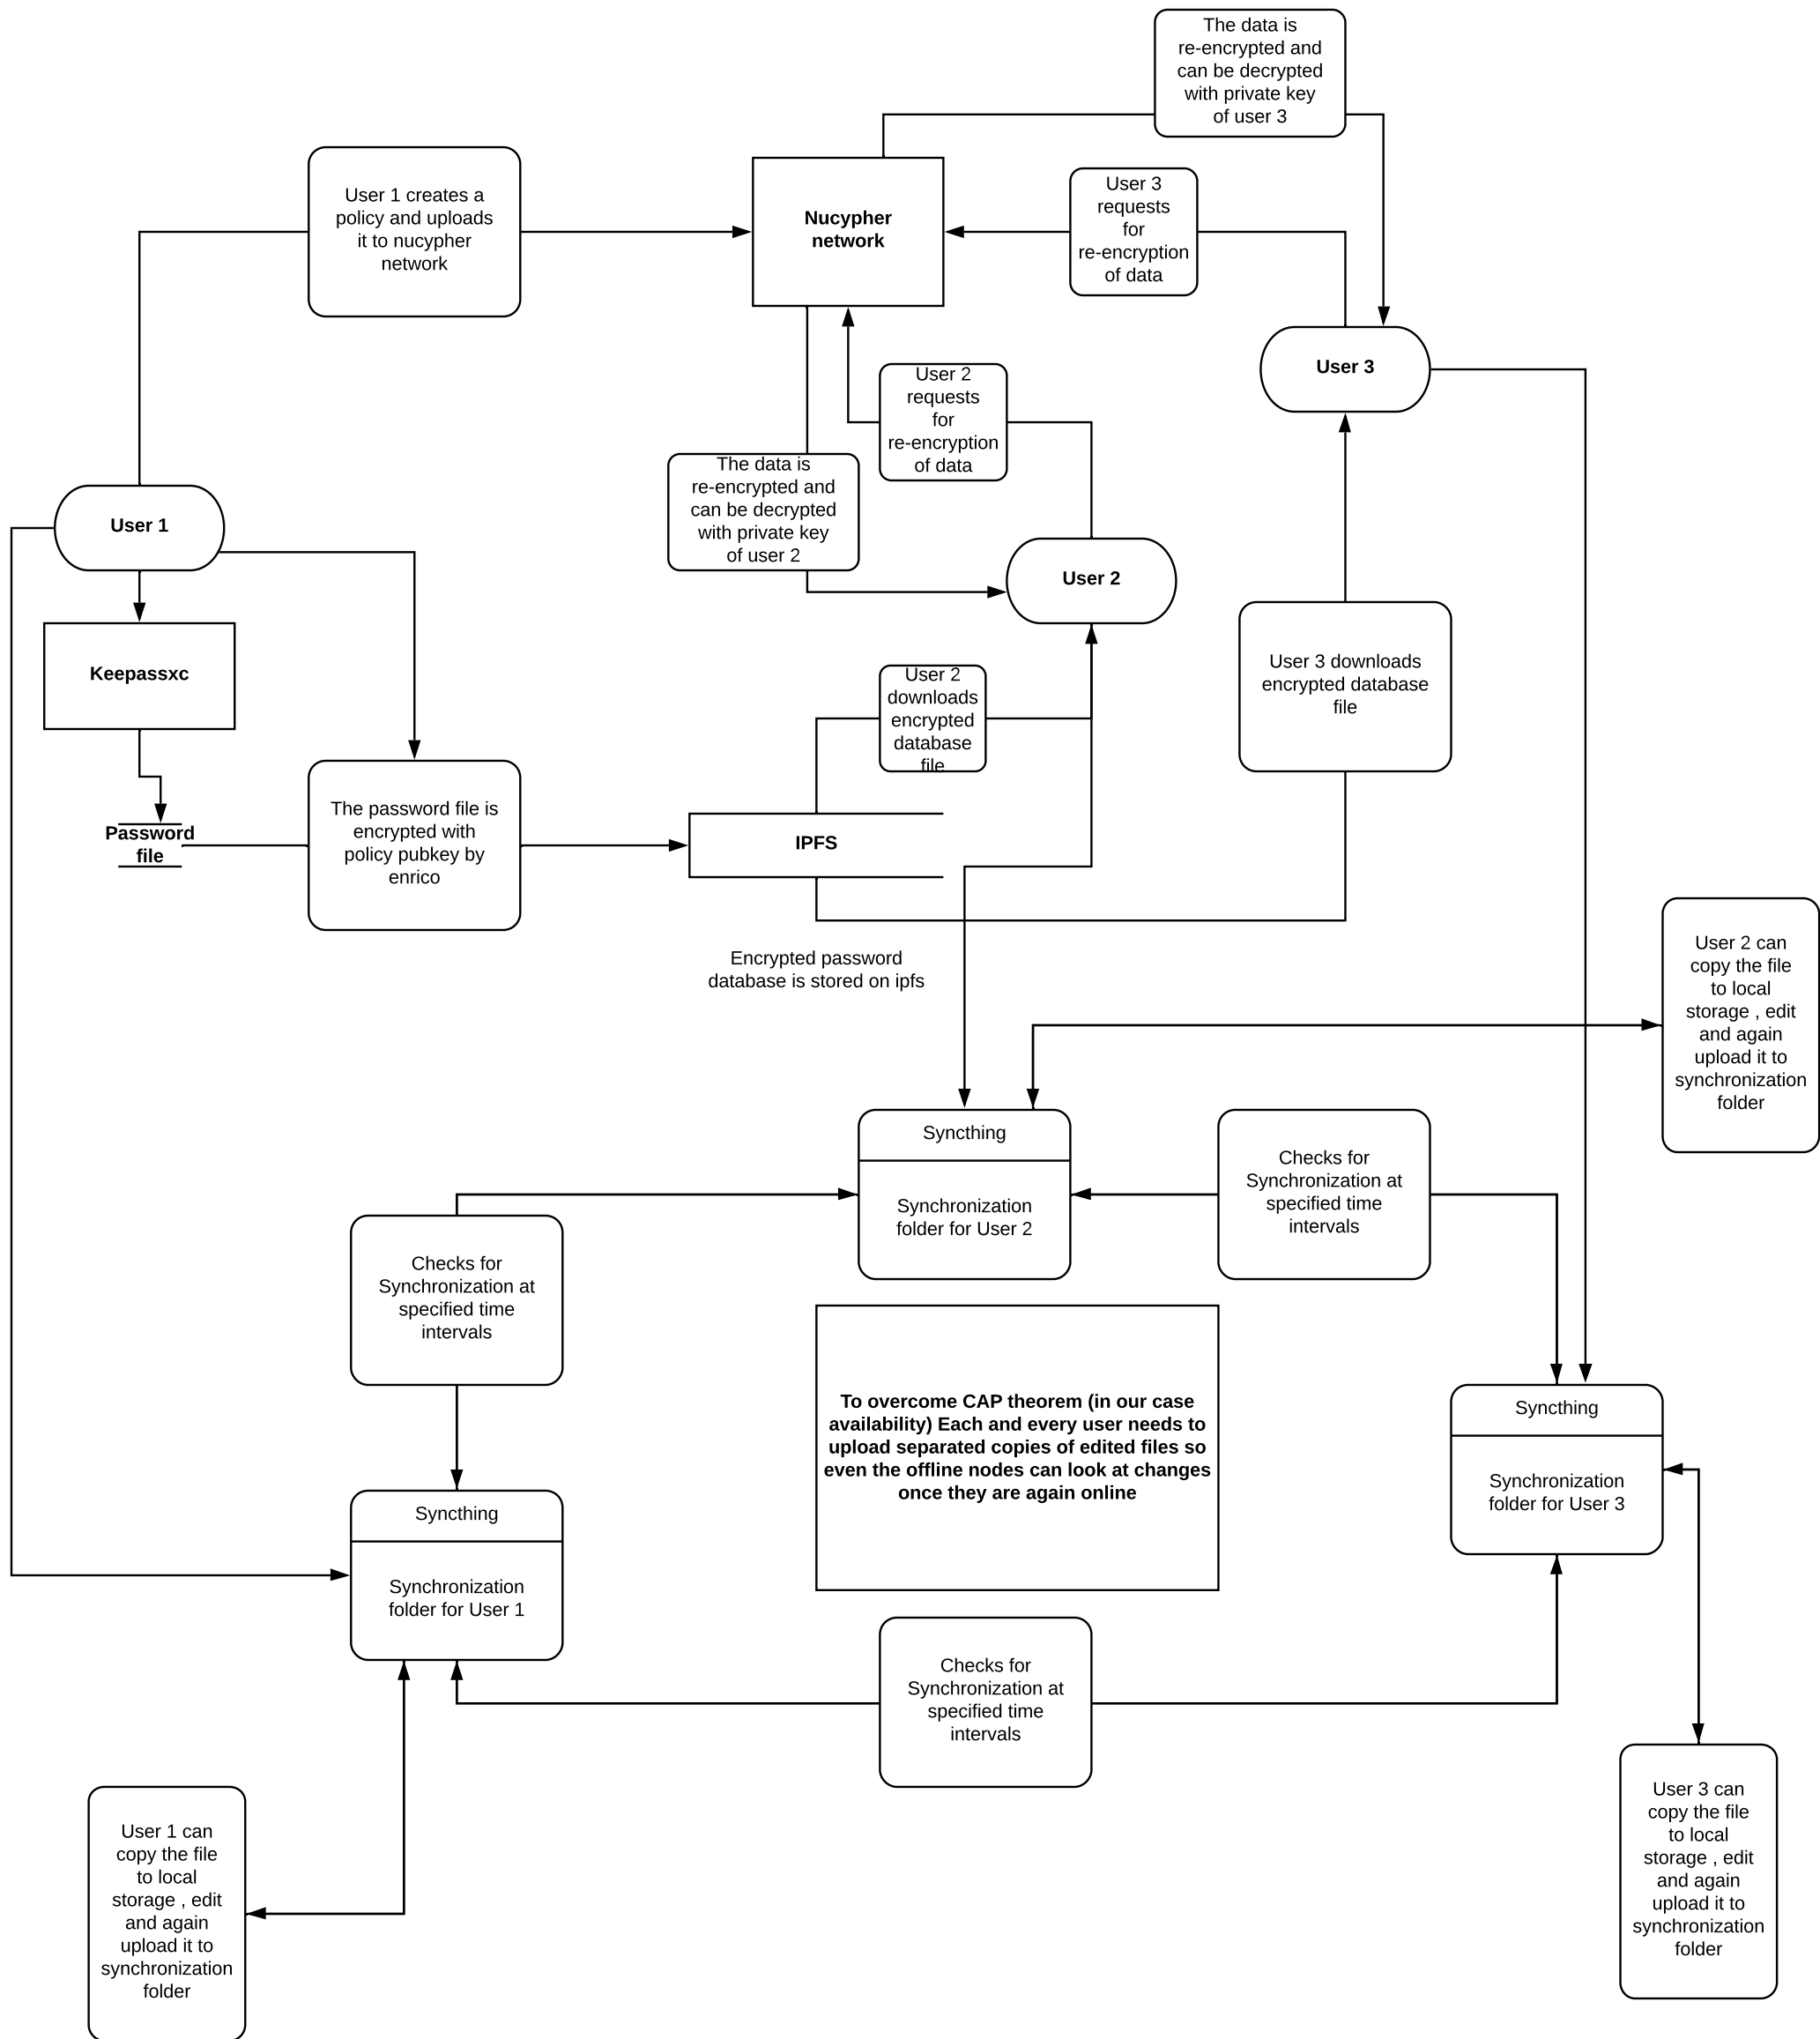 The data is
re-encrypted and
can be decrypted
with private key
of user 3
User 1 creates a
policy and uploads
it to nucypher
network
Nucypher
network
User 3
requests
for
re-encryption
of data
User 3
User 2
requests
for
re-encryption
of data
The data is
re-encrypted and
can be decrypted
with private key
of user 2
User 1
User 2
Keepassxc
User 3 downloads
encrypted database
file
User 2
downloads
encrypted
database
file
Password
file
The password file is
encrypted with
policy pubkey by
enrico
IPFS
Encrypted password
database is stored on ipfs
User 2 can
copy the file
to local
storage , edit
and again
upload it to
synchronization
folder
Syncthing
Synchronization
folder for User 2
Checks for
Synchronization at
specified time
intervals
Checks for
Synchronization at
specified time
intervals
To overcome CAP theorem (in our case
availability) Each and every user needs to
upload separated copies of edited files so
even the offline nodes can look at changes
once they are again online
Syncthing
Synchronization
folder for User 3
Syncthing
Synchronization
folder for User 1
Checks for
Synchronization at
specified time
intervals
User 3 can
copy the file
to local
storage , edit
and again
upload it to
synchronization
folder
User 1 can
copy the file
to local
storage , edit
and again
upload it to
synchronization
folder